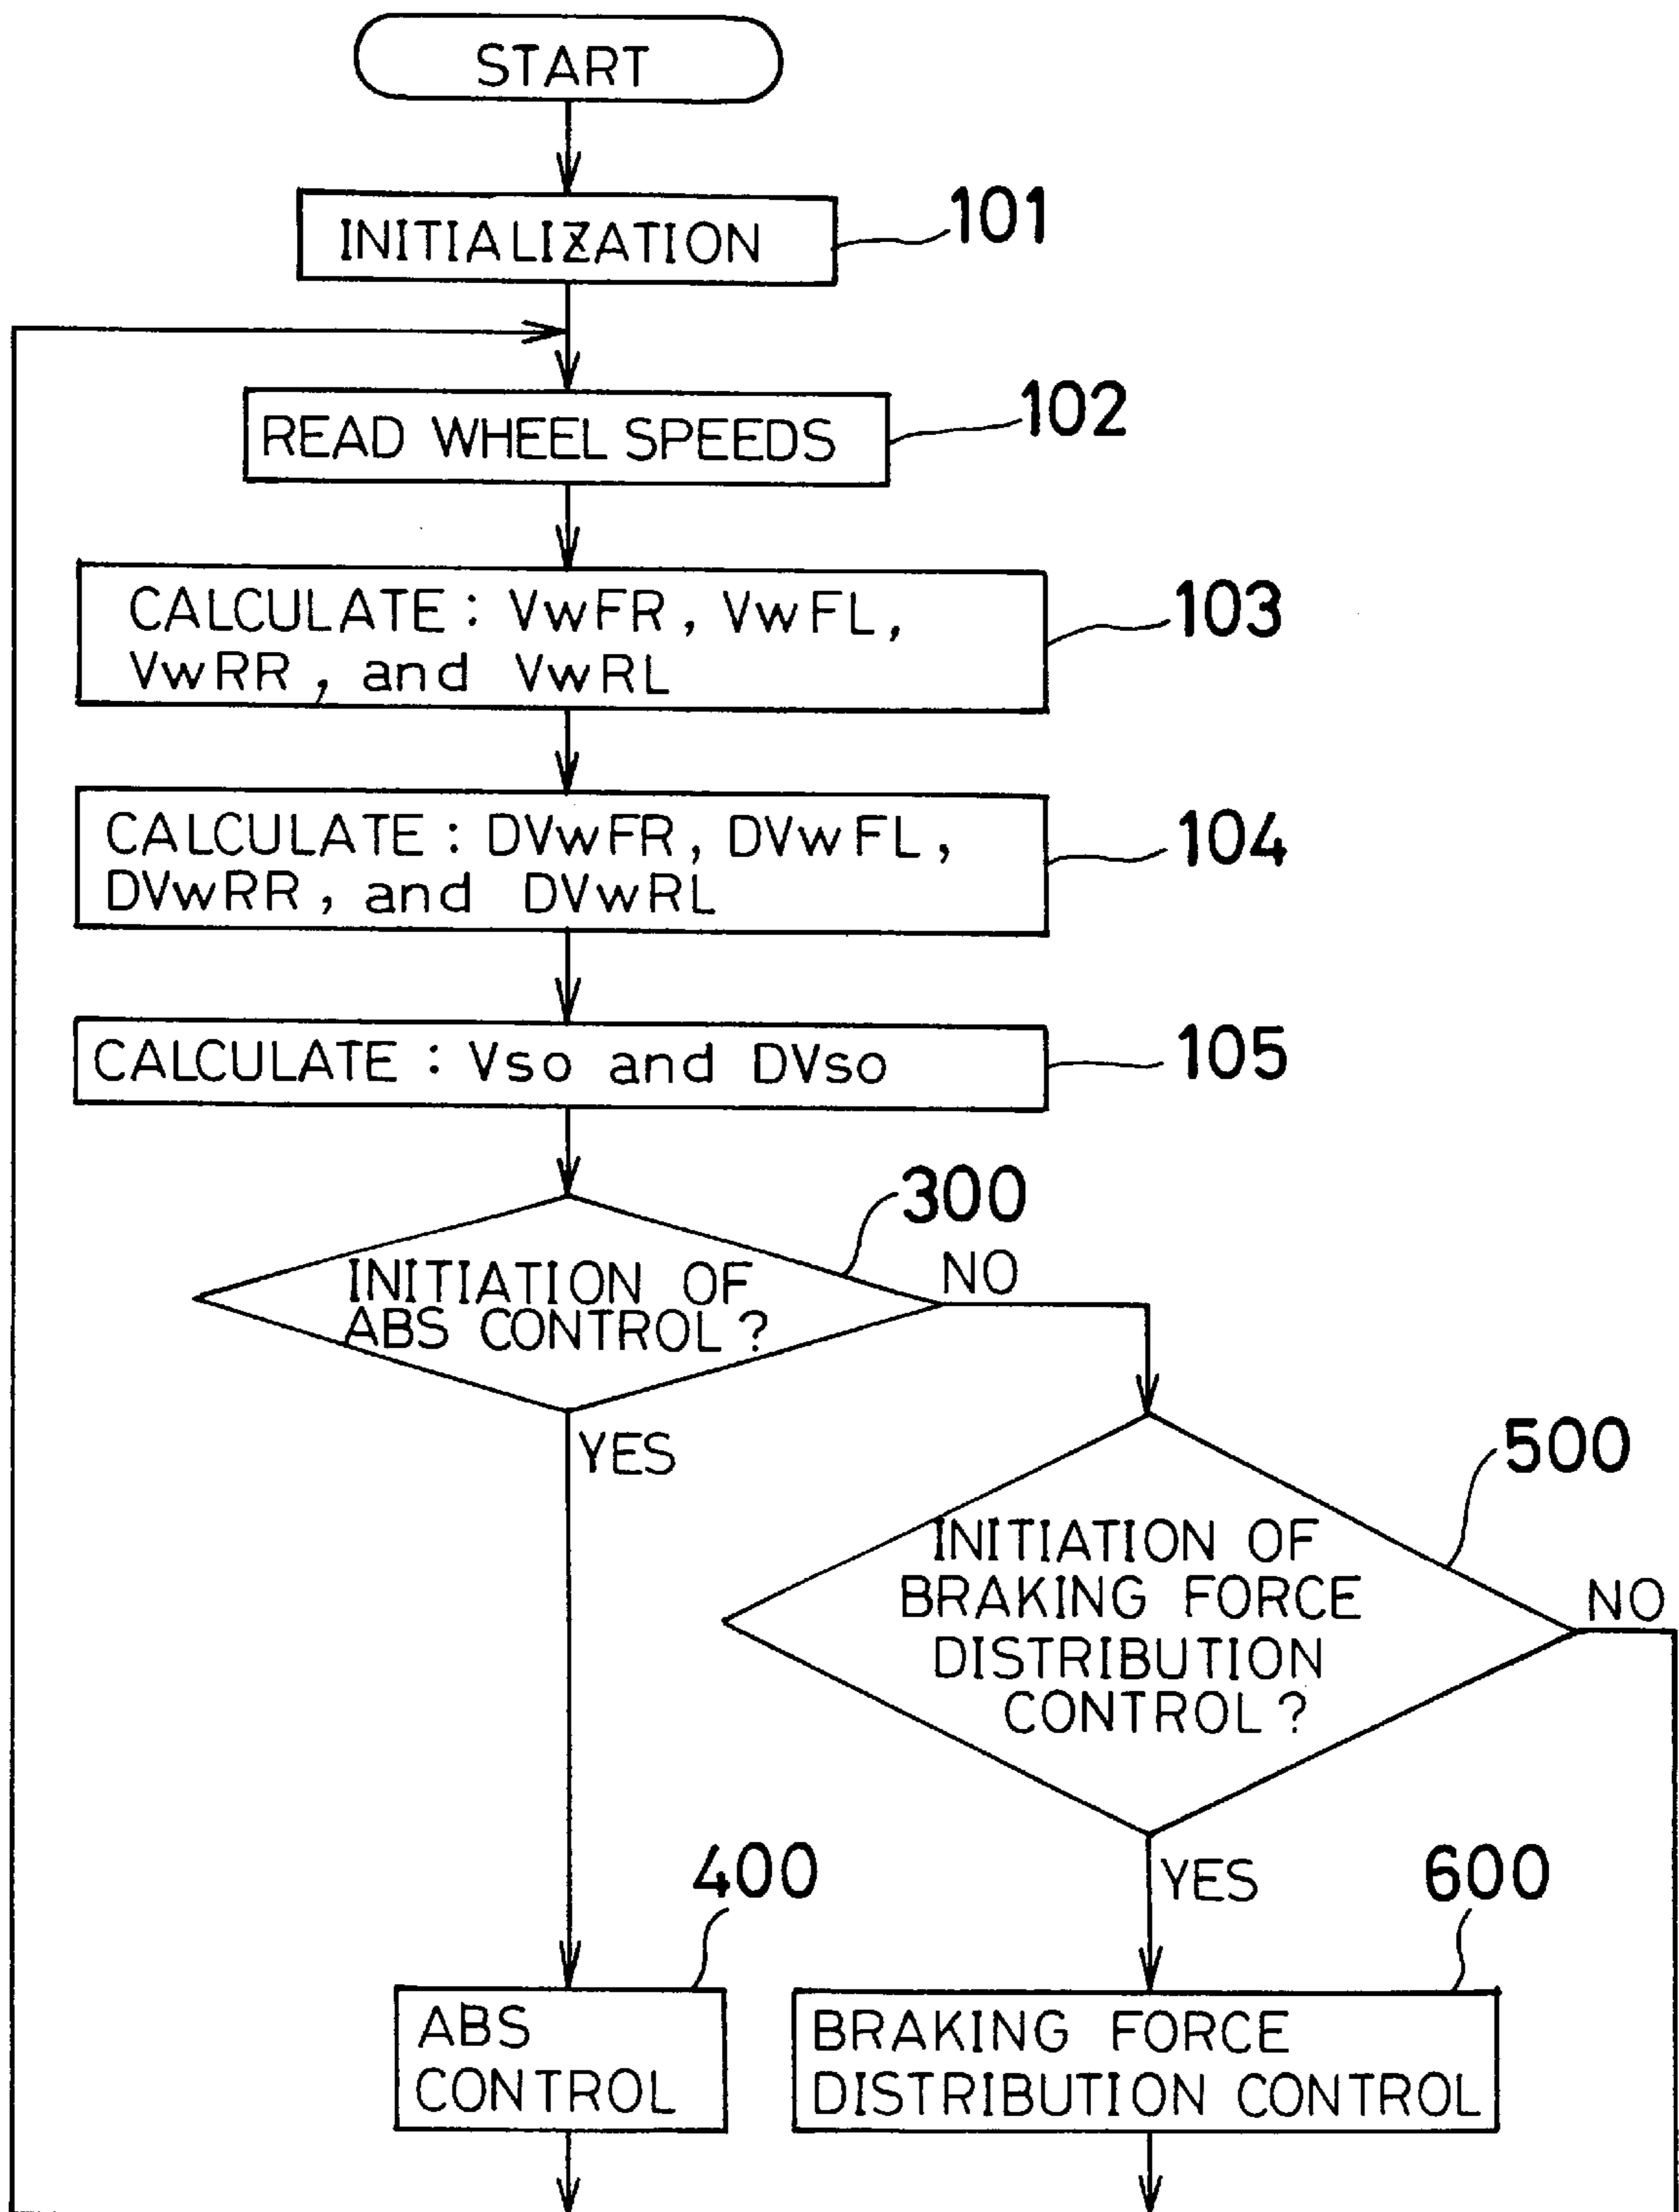 START
INITIALIZATION
101
READ WHEEL SPEEDS
102
CALCULATE : VwFR, VwFL,
VwRR, and VwRL
103
CALCULATE : DVwFR, DVwFL,
DVwRR, and DVwRL
104
CALCULATE : Vso and DVso
105
300
INITIATION OF
ABS CONTROL?
NO
YES
500
INITIATION OF
BRAKING FORCE
DISTRIBUTION
CONTROL?
NO
YES
400
ABS
CONTROL
600
BRAKING FORCE
DISTRIBUTION CONTROL